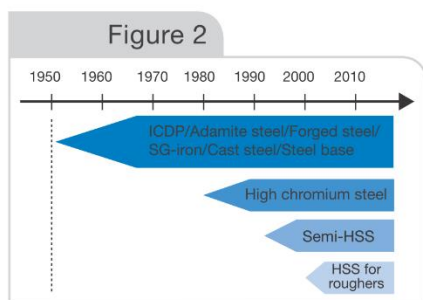 Figure 2
1950 1960 1970 1980 1990 2000 2010
ICDP/Adamite steel/Forged steel/
SG-iron/Cast steel/Steel base
High chromium steel
Semi-HSS
HSS for
roughers